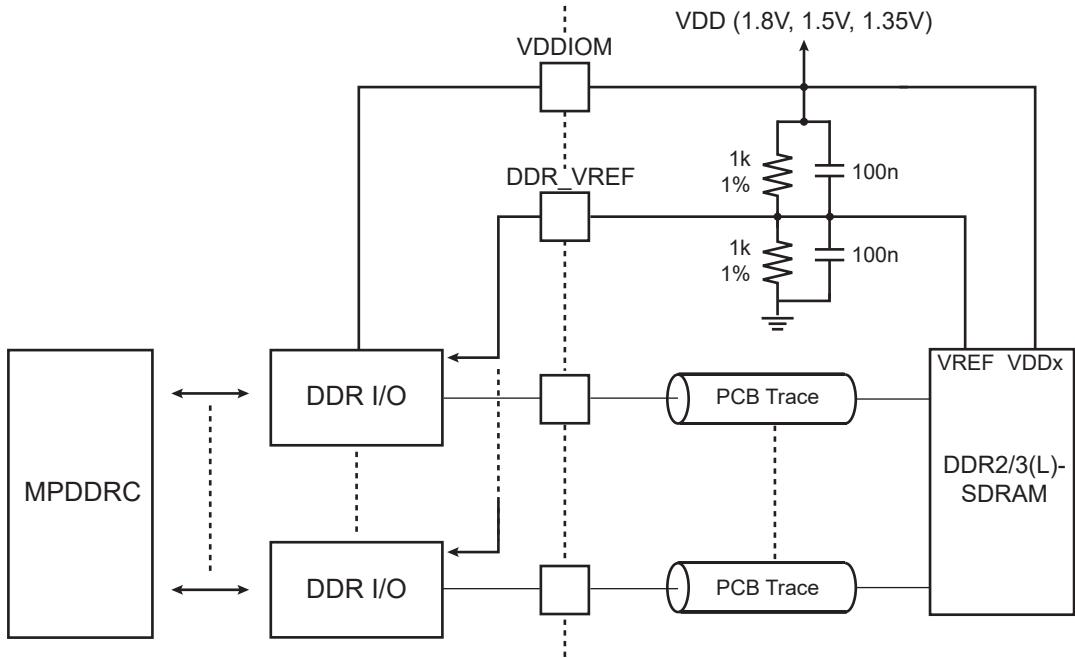 VDD (1.8V, 1.5V, 1.35V)
VDDIOM
1k
1%
100n
DDR_VREF
1k
1%
100n
VREF VDDx
DDR I/O
PCB Trace
MPDDRC
DDR2/3(L)-
SDRAM
DDR I/O
PCB Trace